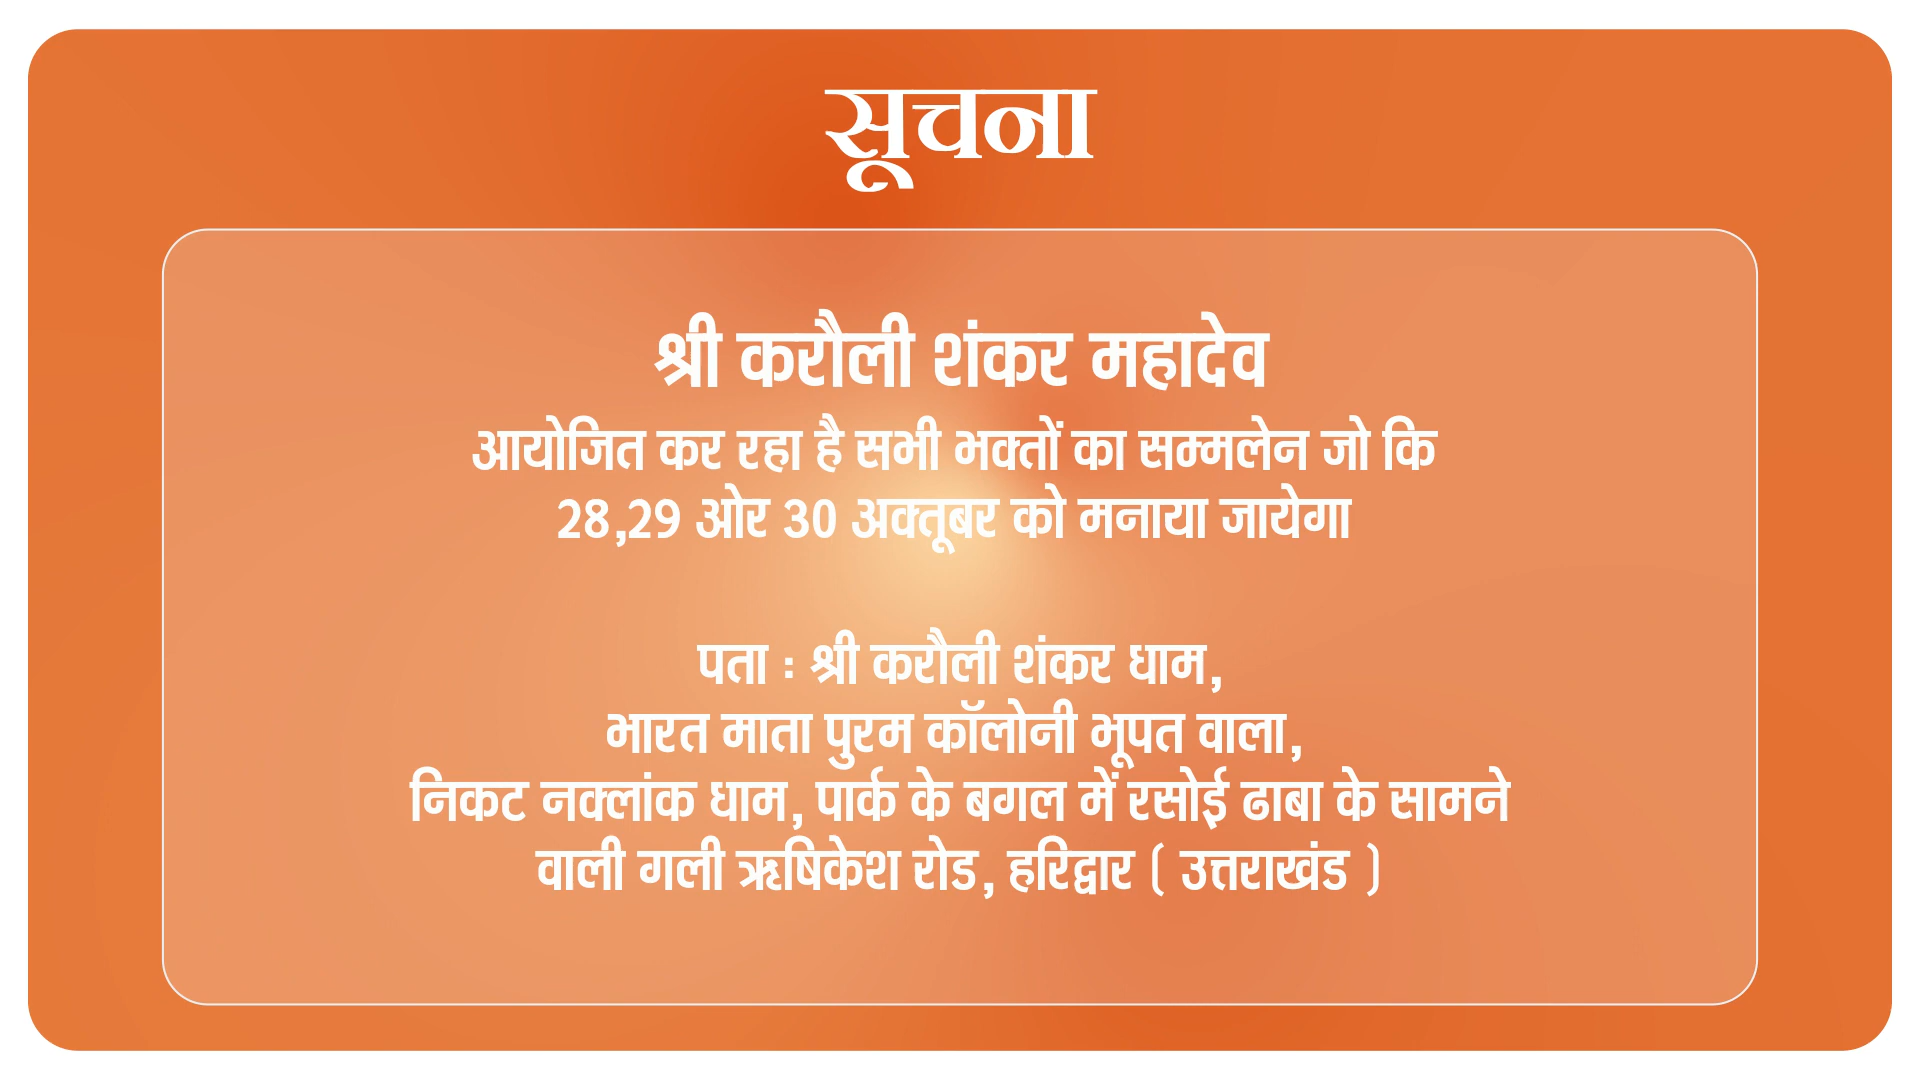 सूचना
श्री करौली शंकर महादेव
आयोजित कर रहा है सभी भक्तों का सम्मलेन जो कि
28,29 ओर 30 अक्तूबर को मनाया जायेगा
पता : श्री करौली शंकर धाम,
भारत माता पुरम कॉलोनी भूपत वाला,
निकट नक्लांक धाम, पार्क के बगल में रसोई ढाबा के सामने
वाली गली ऋषिकेश रोड, हरिद्वार ( उत्तराखंड )